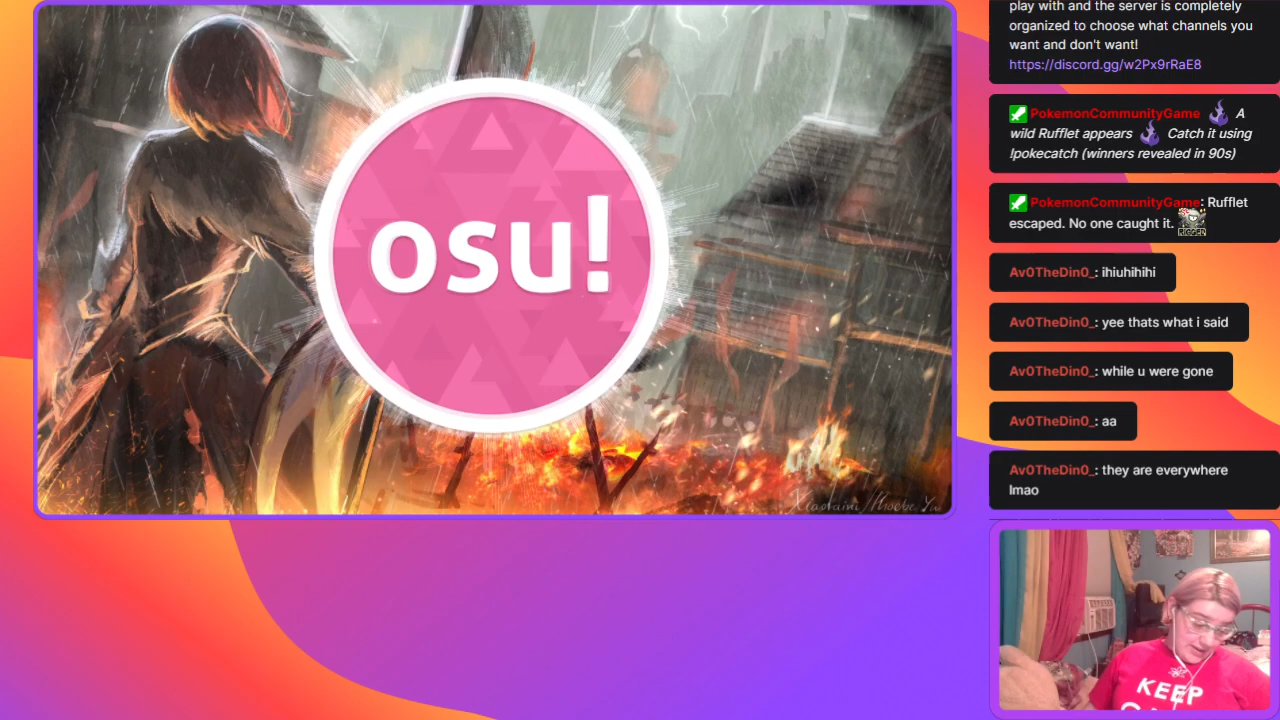 osu!
play with and the server is completely
organized to choose what channels you
want and don't want!
https://discord.gg/w2Px9rRaE8
PokemonCommunityGame A
wild Rufflet appears Catch it using
!pokecatch (winners revealed in 90s)
PokemonCommunityGame: Rufflet
escaped. No one caught it.
Av0TheDin0_: ihiuhihihi
Av0TheDin0_: yee thats what i said
Av0TheDin0_: while u were gone
Av0TheDin0_: aa
Av0TheDin0_: they are everywhere
lmao
KEEP